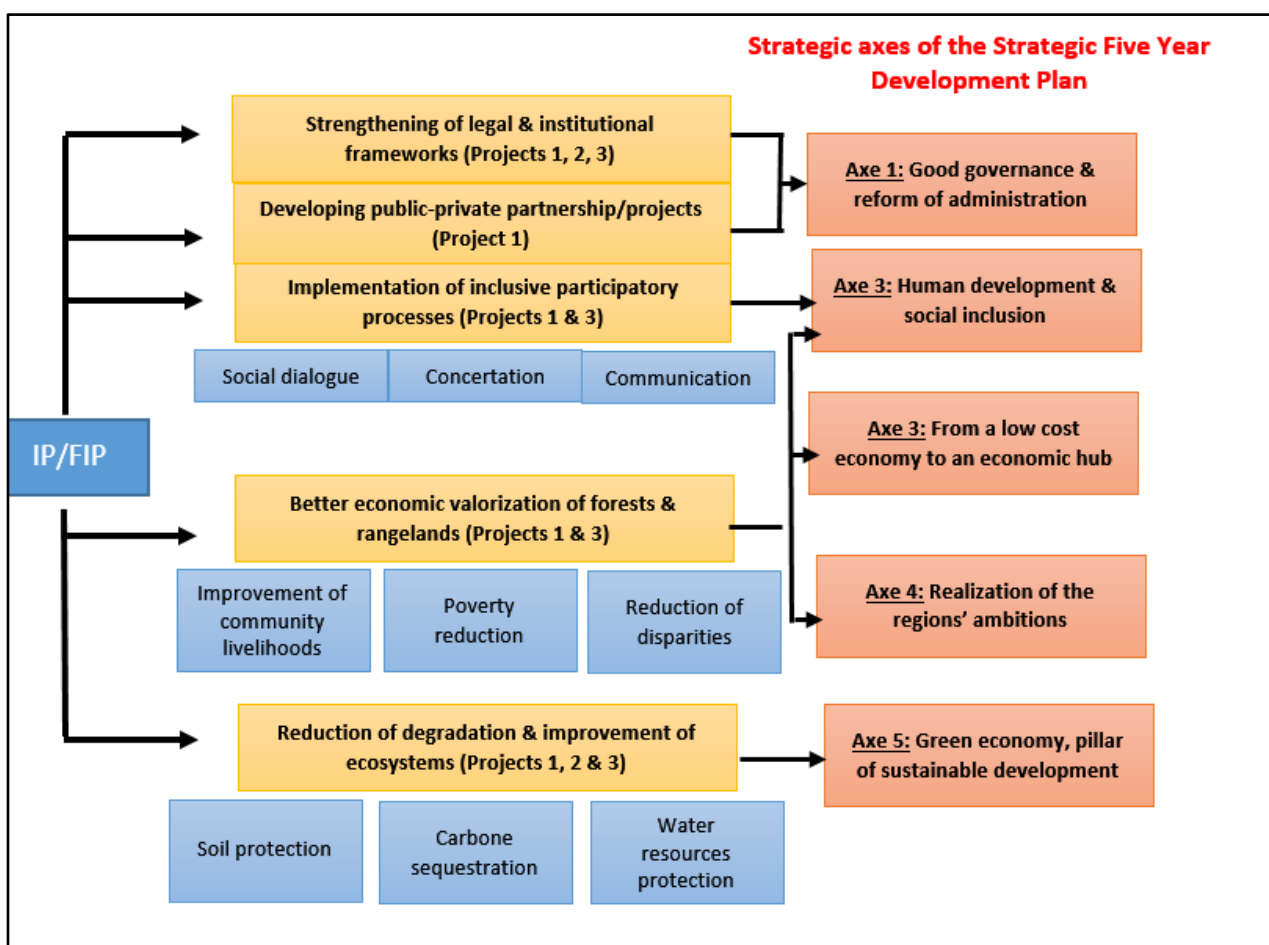 Strategic axes of the Strategic Five Year
Development Plan
Strengthening of legal & institutional
frameworks (Projects 1, 2, 3)
Axe 1: Good governance &
reform of administration
Developing public-private partnership/projects
(Project 1)
Implementation of inclusive participatory
processes (Projects 1 & 3)
Axe 3: Human development &
social inclusion
Social dialogue
Concertation
Communication
IP/FIP
Axe 3: From a low cost
economy to an economic hub
Better economic valorization of forests &
rangelands (Projects 1 & 3)
Improvement of
community
livelihoods
Poverty
reduction
Reduction of
disparities
Axe 4: Realization of the
regions’ ambitions
Reduction of degradation & improvement of
ecosystems (Projects 1, 2 & 3)
Axe 5: Green economy, pillar
of sustainable development
Soil protection
Carbone
sequestration
Water
resources
protection